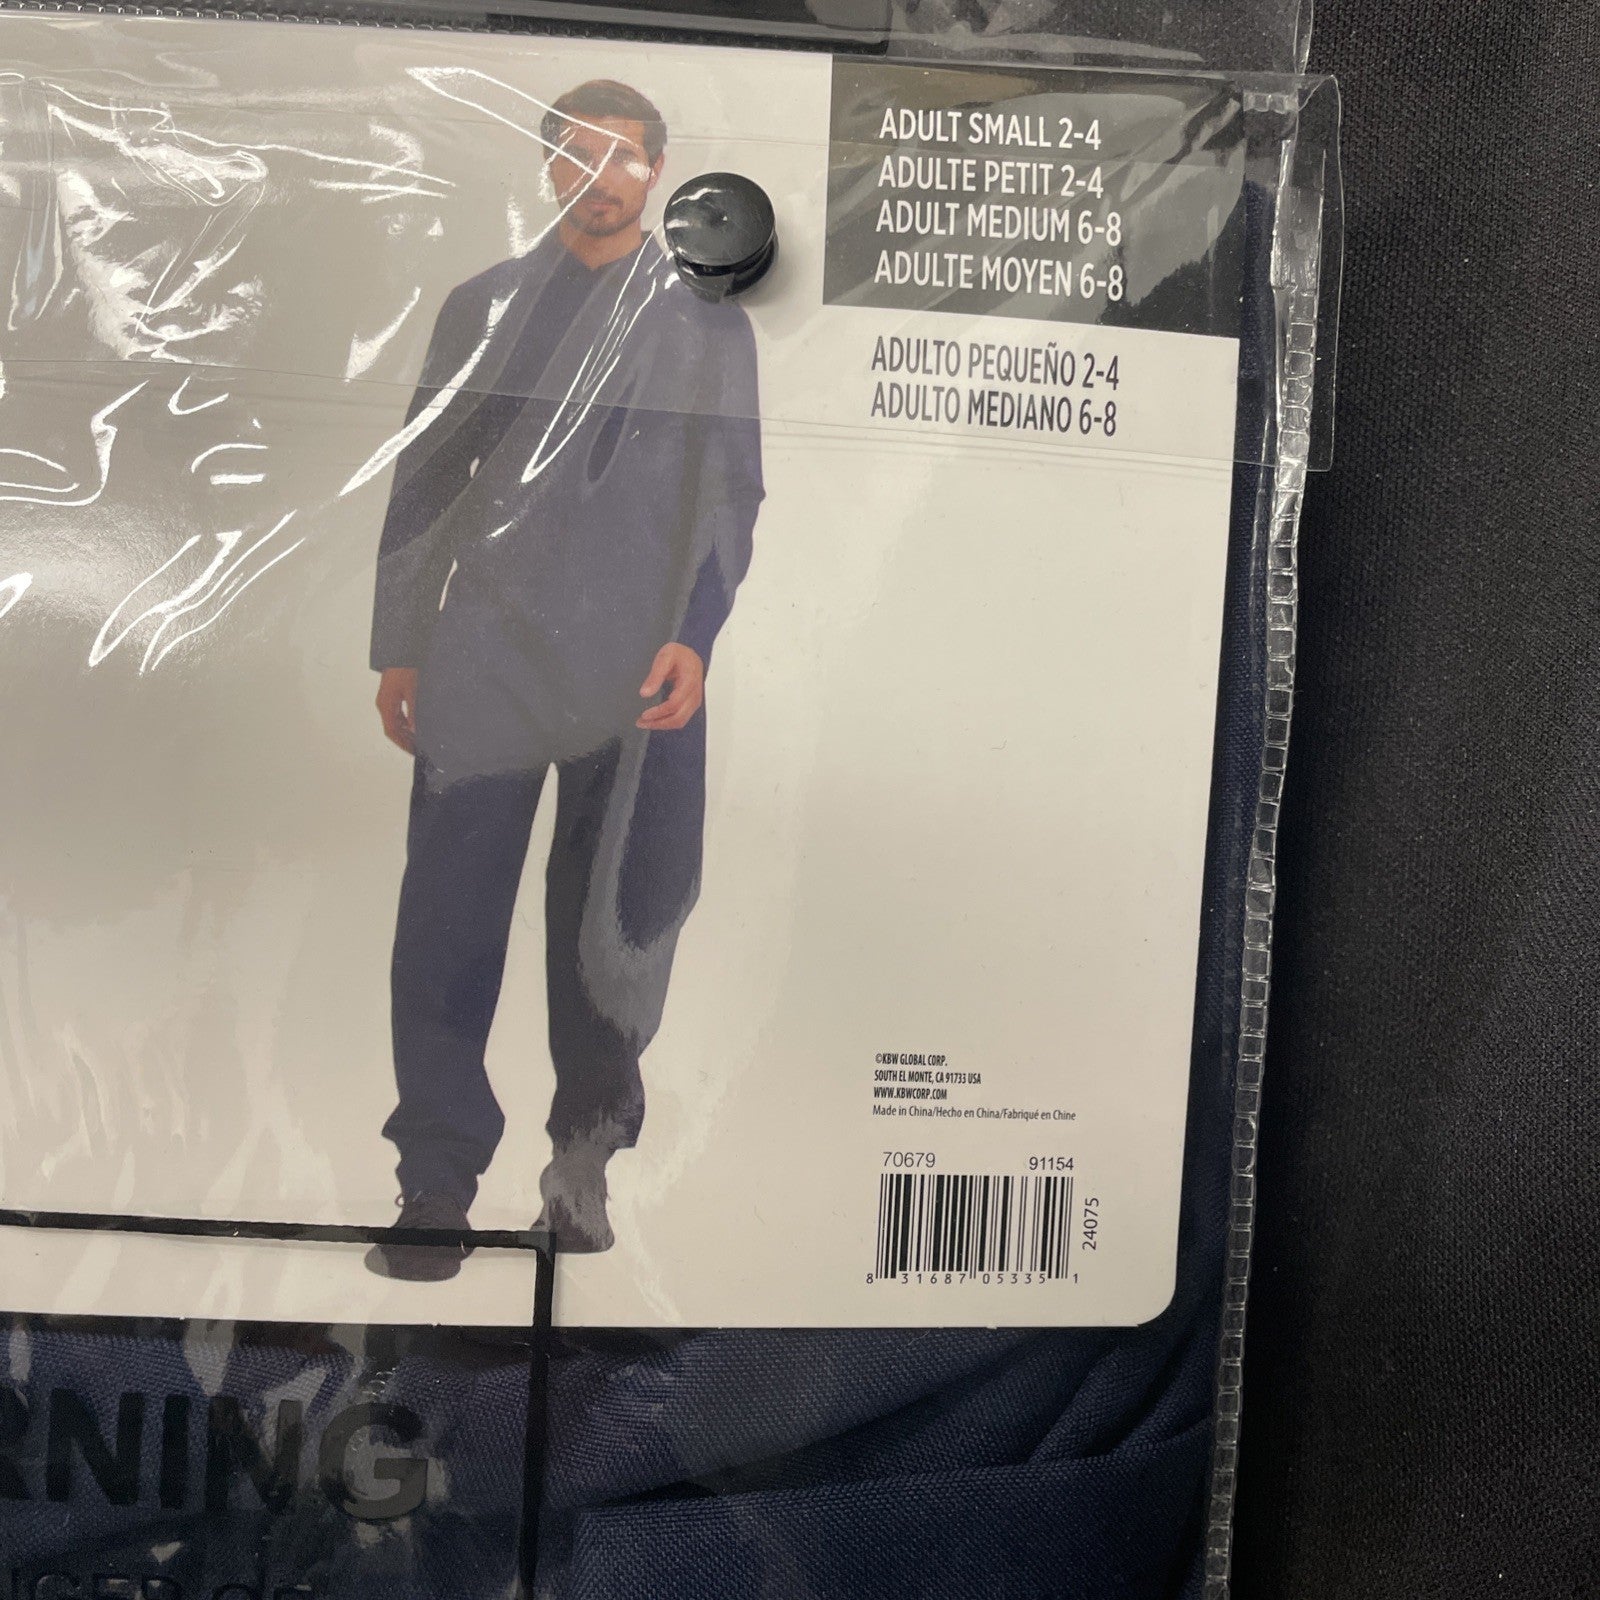 ADULT SMALL 2-4
ADULTE PETIT 2-4
ADULT MEDIUM 6-8
ADULTE MOYEN 6-8
ADULTO PEQUEÑO 2-4
ADULTO MEDIANO 6-8
©KBW GLOBAL CORP.
SOUTH EL MONTE, CA 91733 USA
WWW.KBWCORP.COM
Made in China/Hecho en China/Fabriqué en Chine
70679 91154
24075
8 31687 05335 1
RNING